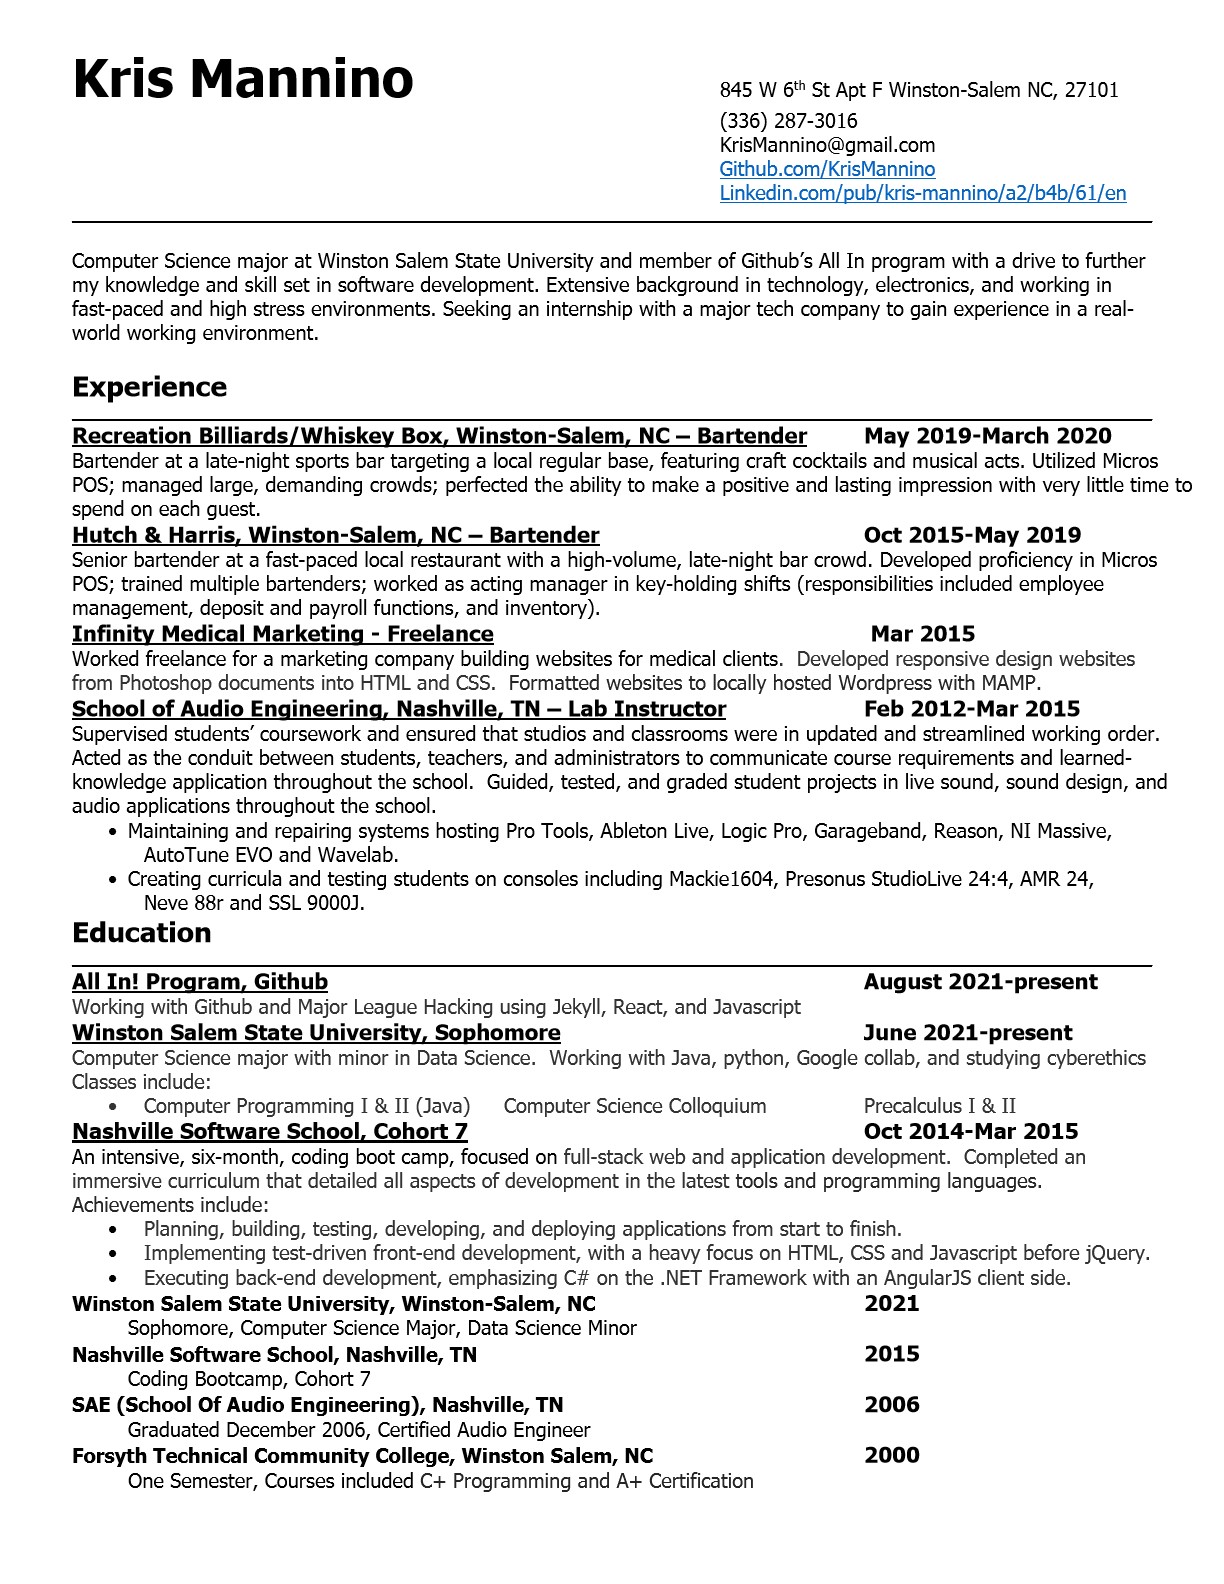 Kris Mannino
845 W 6th St Apt F Winston-Salem NC, 27101
(336) 287-3016
KrisMannino@gmail.com
Github.com/KrisMannino
Linkedin.com/pub/kris-mannino/a2/b4b/61/en
Computer Science major at Winston Salem State University and member of Github’s All In program with a drive to further
my knowledge and skill set in software development. Extensive background in technology, electronics, and working in
fast-paced and high stress environments. Seeking an internship with a major tech company to gain experience in a real-
world working environment.
Experience
Recreation Billiards/Whiskey Box, Winston-Salem, NC – Bartender May 2019-March 2020
Bartender at a late-night sports bar targeting a local regular base, featuring craft cocktails and musical acts. Utilized Micros
POS; managed large, demanding crowds; perfected the ability to make a positive and lasting impression with very little time to
spend on each guest.
Hutch & Harris, Winston-Salem, NC – Bartender Oct 2015-May 2019
Senior bartender at a fast-paced local restaurant with a high-volume, late-night bar crowd. Developed proficiency in Micros
POS; trained multiple bartenders; worked as acting manager in key-holding shifts (responsibilities included employee
management, deposit and payroll functions, and inventory).
Infinity Medical Marketing - Freelance Mar 2015
Worked freelance for a marketing company building websites for medical clients.  Developed responsive design websites
from Photoshop documents into HTML and CSS.  Formatted websites to locally hosted Wordpress with MAMP.
School of Audio Engineering, Nashville, TN – Lab Instructor Feb 2012-Mar 2015
Supervised students’ coursework and ensured that studios and classrooms were in updated and streamlined working order.
Acted as the conduit between students, teachers, and administrators to communicate course requirements and learned-
knowledge application throughout the school.  Guided, tested, and graded student projects in live sound, sound design, and
audio applications throughout the school.
• Maintaining and repairing systems hosting Pro Tools, Ableton Live, Logic Pro, Garageband, Reason, NI Massive,
AutoTune EVO and Wavelab.
• Creating curricula and testing students on consoles including Mackie1604, Presonus StudioLive 24:4, AMR 24,
Neve 88r and SSL 9000J.
Education
All In! Program, Github August 2021-present
Working with Github and Major League Hacking using Jekyll, React, and Javascript
Winston Salem State University, Sophomore June 2021-present
Computer Science major with minor in Data Science.  Working with Java, python, Google collab, and studying cyberethics
Classes include:
• Computer Programming I & II (Java) Computer Science Colloquium Precalculus I & II
Nashville Software School, Cohort 7 Oct 2014-Mar 2015
An intensive, six-month, coding boot camp, focused on full-stack web and application development.  Completed an
immersive curriculum that detailed all aspects of development in the latest tools and programming languages.
Achievements include:
• Planning, building, testing, developing, and deploying applications from start to finish.
• Implementing test-driven front-end development, with a heavy focus on HTML, CSS and Javascript before jQuery.
• Executing back-end development, emphasizing C# on the .NET Framework with an AngularJS client side.
Winston Salem State University, Winston-Salem, NC 2021
Sophomore, Computer Science Major, Data Science Minor
Nashville Software School, Nashville, TN 2015
Coding Bootcamp, Cohort 7
SAE (School Of Audio Engineering), Nashville, TN 2006
Graduated December 2006, Certified Audio Engineer
Forsyth Technical Community College, Winston Salem, NC 2000
One Semester, Courses included C+ Programming and A+ Certification